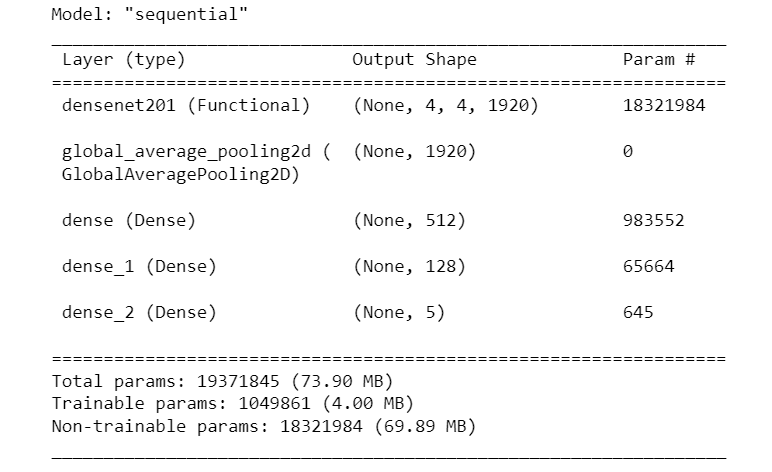 Model: "sequential"
Layer (type) Output Shape Param #
densenet201 (Functional) (None, 4, 4, 1920) 18321984
global_average_pooling2d ( (None, 1920) 0
GlobalAveragePooling2D)
dense (Dense) (None, 512) 983552
dense_1 (Dense) (None, 128) 65664
dense_2 (Dense) (None, 5) 645
Total params: 19371845 (73.90 MB)
Trainable params: 1049861 (4.00 MB)
Non-trainable params: 18321984 (69.89 MB)